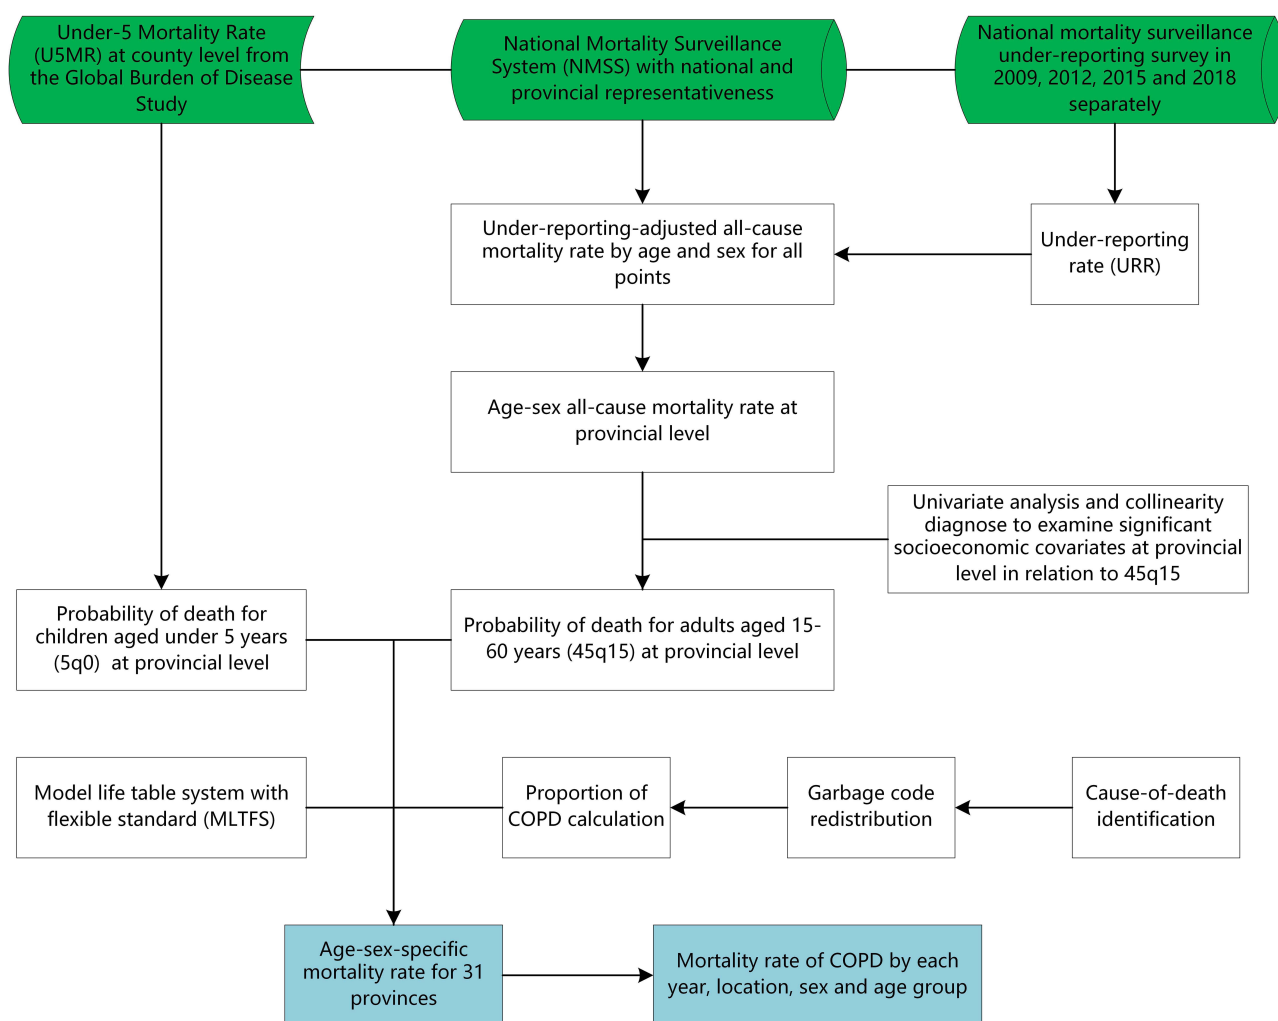 Under-5 Mortality Rate
(U5MR) at county level from
the Global Burden of Disease
Study
National Mortality Surveillance
System (NMSS) with national and
provincial representativeness
National mortality surveillance
under-reporting survey in
2009, 2012, 2015 and 2018
separately
Under-reporting-adjusted all-cause
mortality rate by age and sex for all
points
Under-reporting
rate (URR)
Age-sex all-cause mortality rate at
provincial level
Univariate analysis and collinearity
diagnose to examine significant
socioeconomic covariates at provincial
level in relation to 45q15
Probability of death for
children aged under 5 years
(5q0)  at provincial level
Probability of death for adults aged 15-
60 years (45q15) at provincial level
Model life table system with
flexible standard (MLTFS)
Proportion of
COPD calculation
Garbage code
redistribution
Cause-of-death
identification
Age-sex-specific
mortality rate for 31
provinces
Mortality rate of COPD by each
year, location, sex and age group